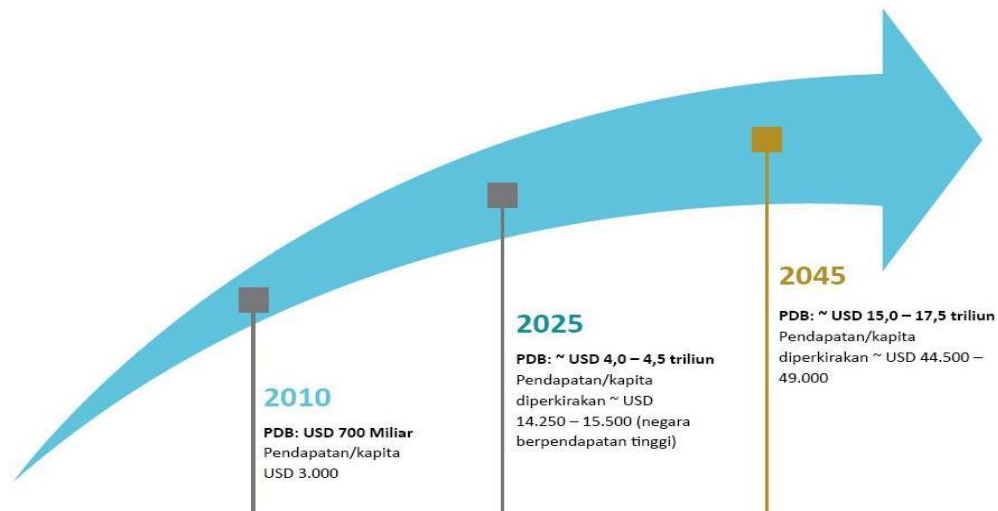 2010
PDB: USD 700 Miliar
Pendapatan/kapita
USD 3.000
2025
PDB: ~ USD 4,0 – 4,5 triliun
Pendapatan/kapita
diperkirakan ~ USD
14.250 – 15.500 (negara
berpendapatan tinggi)
2045
PDB: ~ USD 15,0 – 17,5 triliun
Pendapatan/kapita
diperkirakan ~ USD 44.500 –
49.000